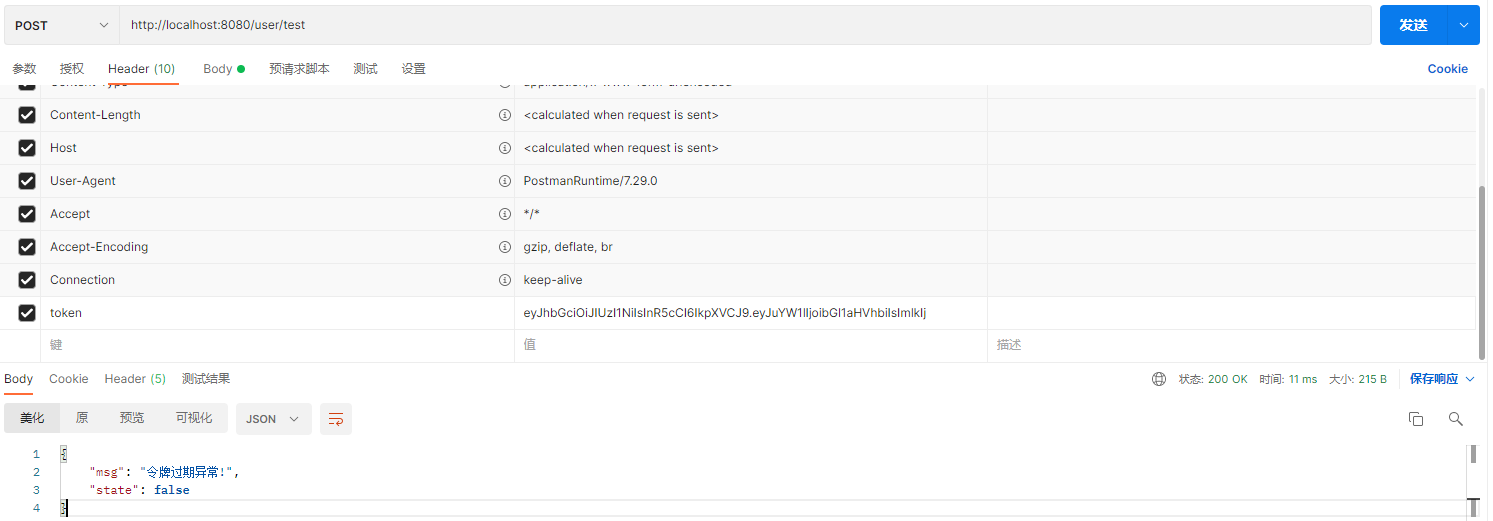 POST http://localhost:8080/user/test 发送
参数 授权 Header (10) Body 预请求脚本 测试 设置 Cookie
Content-Length <calculated when request is sent>
Host <calculated when request is sent>
User-Agent PostmanRuntime/7.29.0
Accept */*
Accept-Encoding gzip, deflate, br
Connection keep-alive
token eyJhbGciOiJIUzI1NiIsInR5cCI6IkpXVCJ9.eyJuYW1lIjoibGl1aHVhbiIsImlkIj
键 值 描述
Body Cookie Header (5) 测试结果 状态: 200 OK 时间: 11 ms 大小: 215 B 保存响应
美化 原 预览 可视化 JSON
1 {
2 "msg": "令牌过期异常!",
3 "state": false
4 }